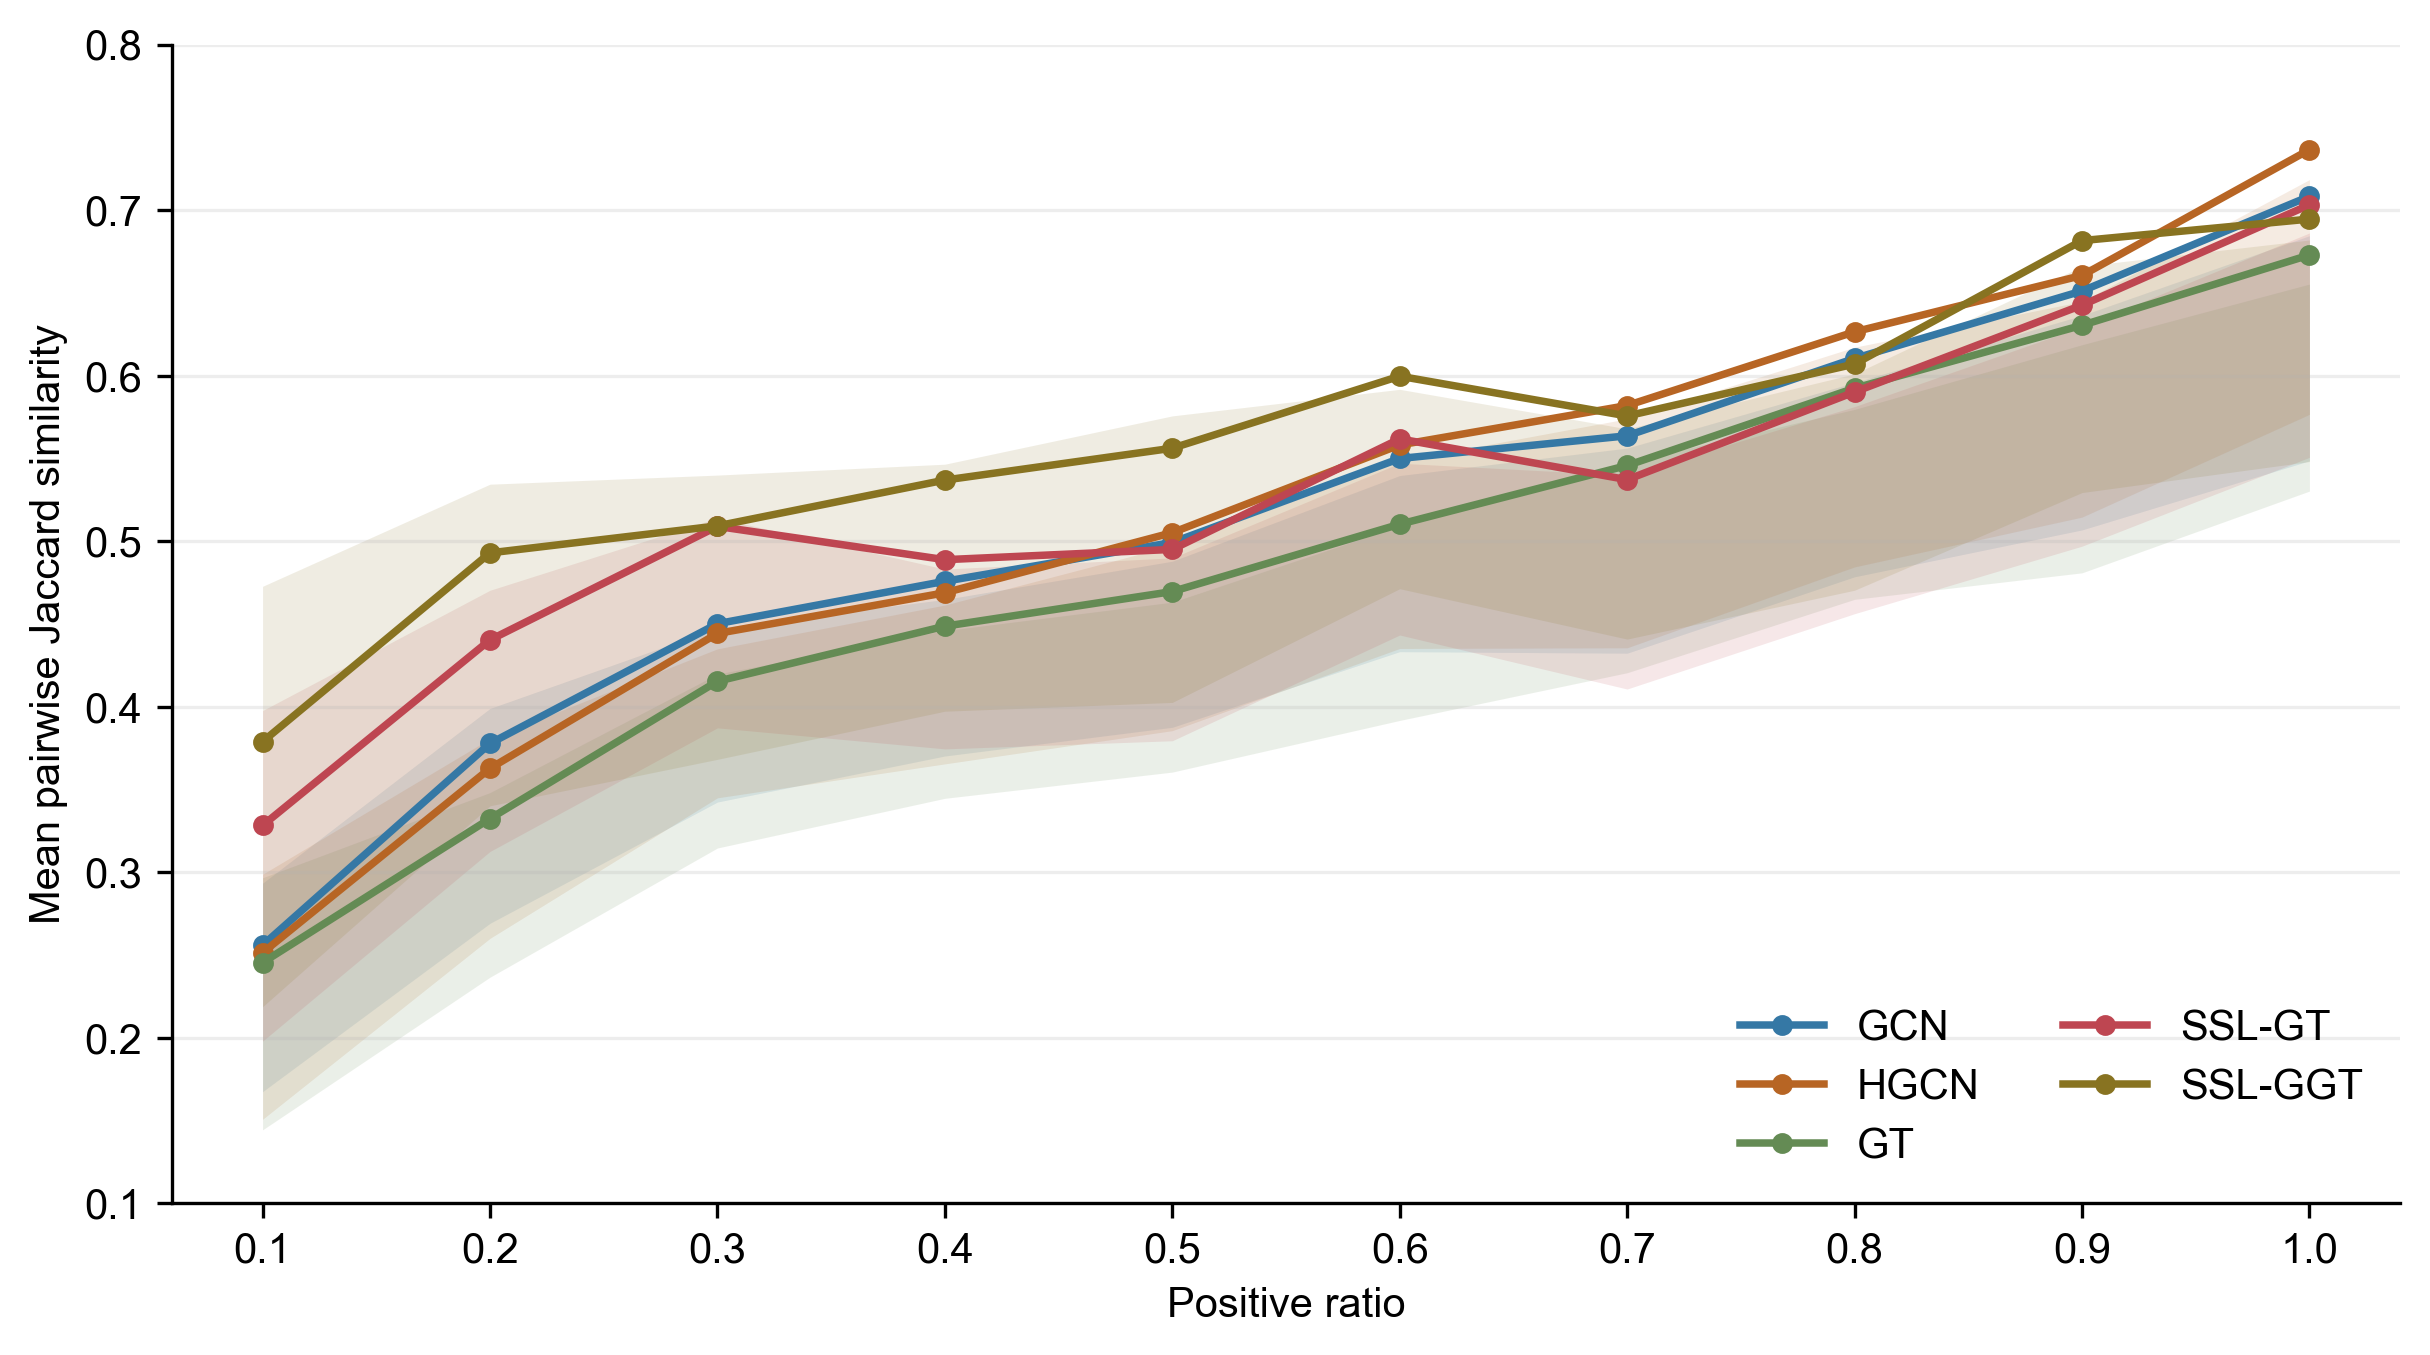 0.8
0.7
0.6
0.5
0.4
0.3
0.2
0.1
Mean pairwise Jaccard similarity
0.1 0.2 0.3 0.4 0.5 0.6 0.7 0.8 0.9 1.0
Positive ratio
GCN
HGCN
GT
SSL-GT
SSL-GGT